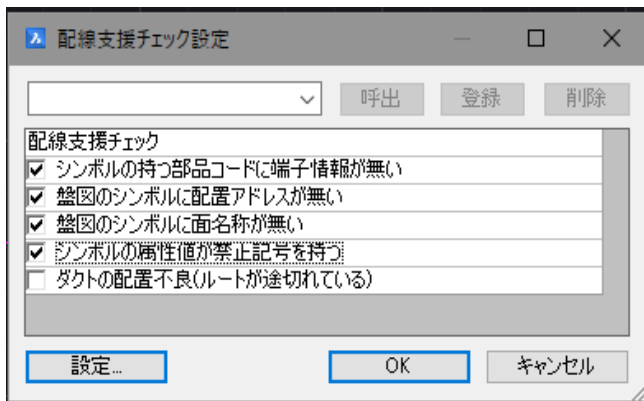 配線支援チェック設定
呼出 登録 削除
配線支援チェック
シンボルの持つ部品コードに端子情報が無い
盤図のシンボルに配置アドレスが無い
盤図のシンボルに面名称が無い
シンボルの属性値が禁止記号を持つ
ダクトの配置不良(ルートが途切れている)
設定... OK キャンセル